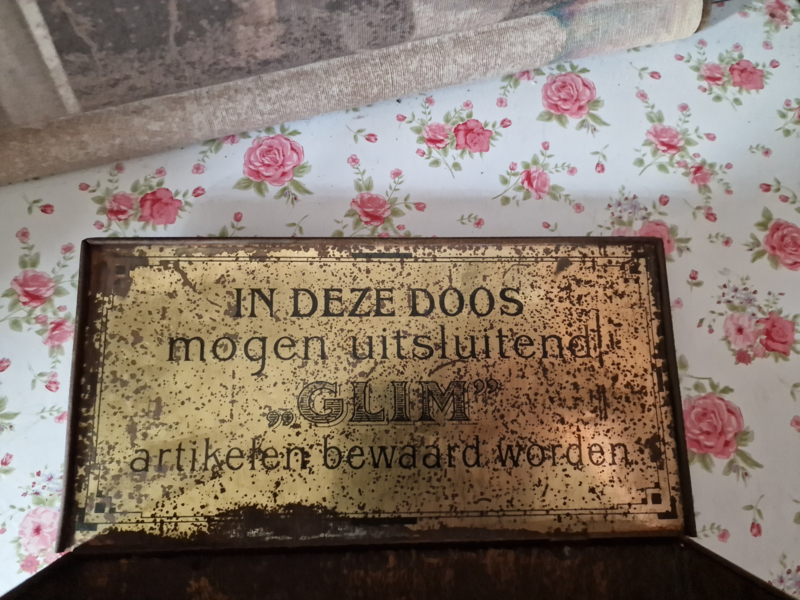 IN DEZE DOOS
mogen uitsluitend
„GLIM”
artikelen bewaard worden